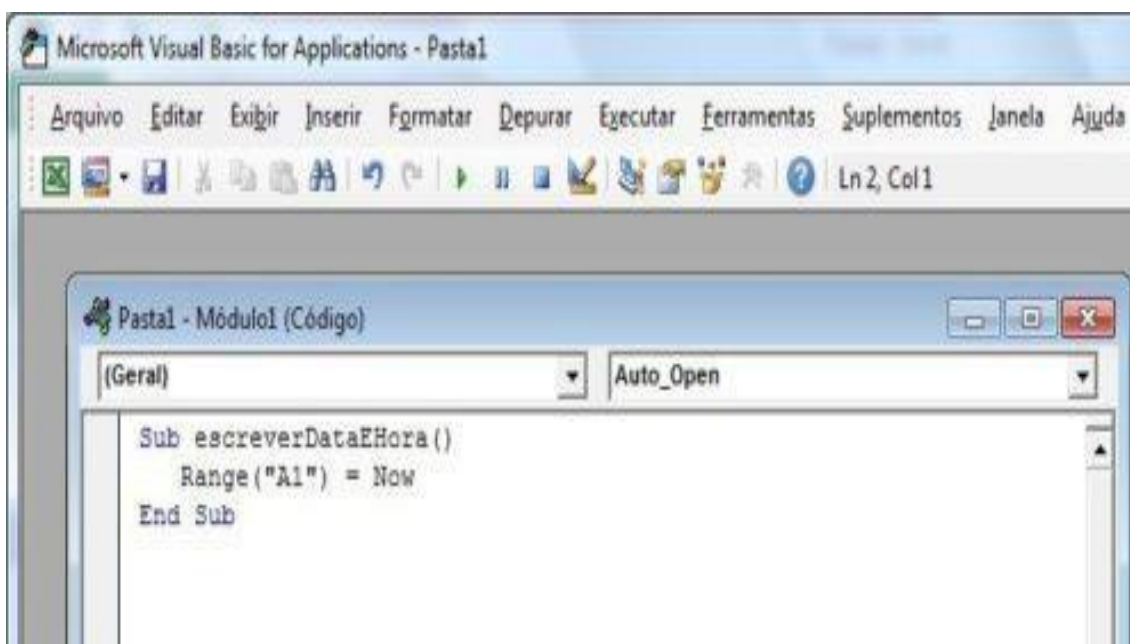 Microsoft Visual Basic for Applications - Pasta1
Arquivo Editar Exibir Inserir Formatar Depurar Executar Ferramentas Suplementos Janela Ajuda
Ln 2, Col 1
Pasta1 - Módulo1 (Código)
(Geral) Auto_Open
Sub escreverDataEHora()
Range("A1") = Now
End Sub